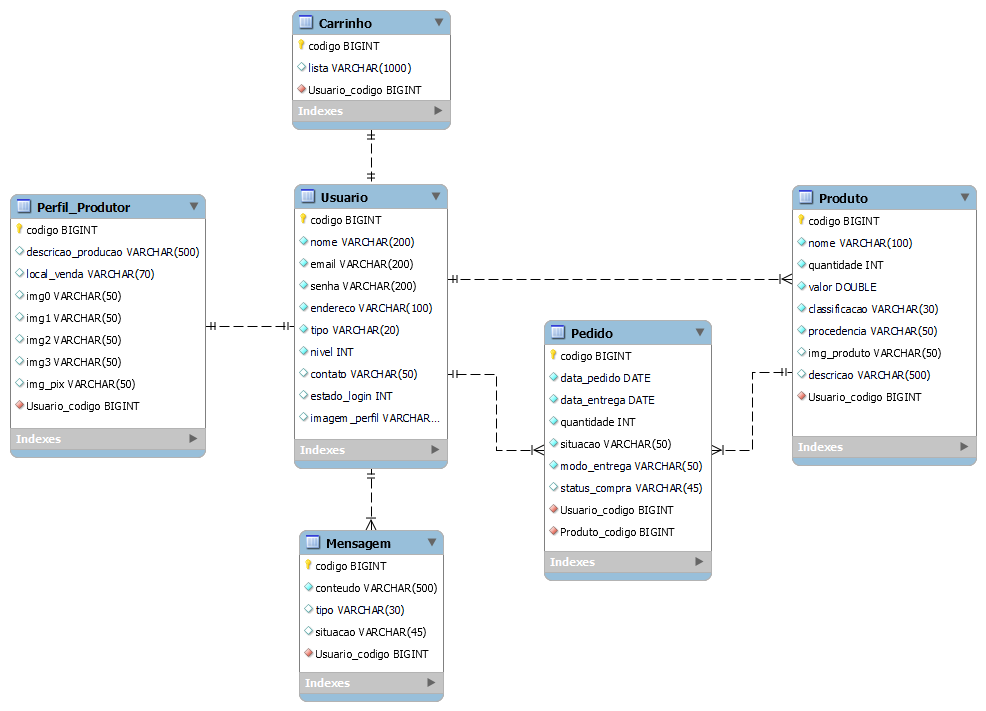 Carrinho
codigo BIGINT
lista VARCHAR(1000)
Usuario_codigo BIGINT
Indexes
Perfil_Produtor
codigo BIGINT
descricao_producao VARCHAR(500)
local_venda VARCHAR(70)
img0 VARCHAR(50)
img1 VARCHAR(50)
img2 VARCHAR(50)
img3 VARCHAR(50)
img_pix VARCHAR(50)
Usuario_codigo BIGINT
Indexes
Usuario
codigo BIGINT
nome VARCHAR(200)
email VARCHAR(200)
senha VARCHAR(200)
endereco VARCHAR(100)
tipo VARCHAR(20)
nivel INT
contato VARCHAR(50)
estado_login INT
imagem_perfil VARCHAR...
Indexes
Produto
codigo BIGINT
nome VARCHAR(100)
quantidade INT
valor DOUBLE
classificacao VARCHAR(30)
procedencia VARCHAR(50)
img_produto VARCHAR(50)
descricao VARCHAR(500)
Usuario_codigo BIGINT
Indexes
Pedido
codigo BIGINT
data_pedido DATE
data_entrega DATE
quantidade INT
situacao VARCHAR(50)
modo_entrega VARCHAR(50)
status_compra VARCHAR(45)
Usuario_codigo BIGINT
Produto_codigo BIGINT
Indexes
Mensagem
codigo BIGINT
conteudo VARCHAR(500)
tipo VARCHAR(30)
situacao VARCHAR(45)
Usuario_codigo BIGINT
Indexes